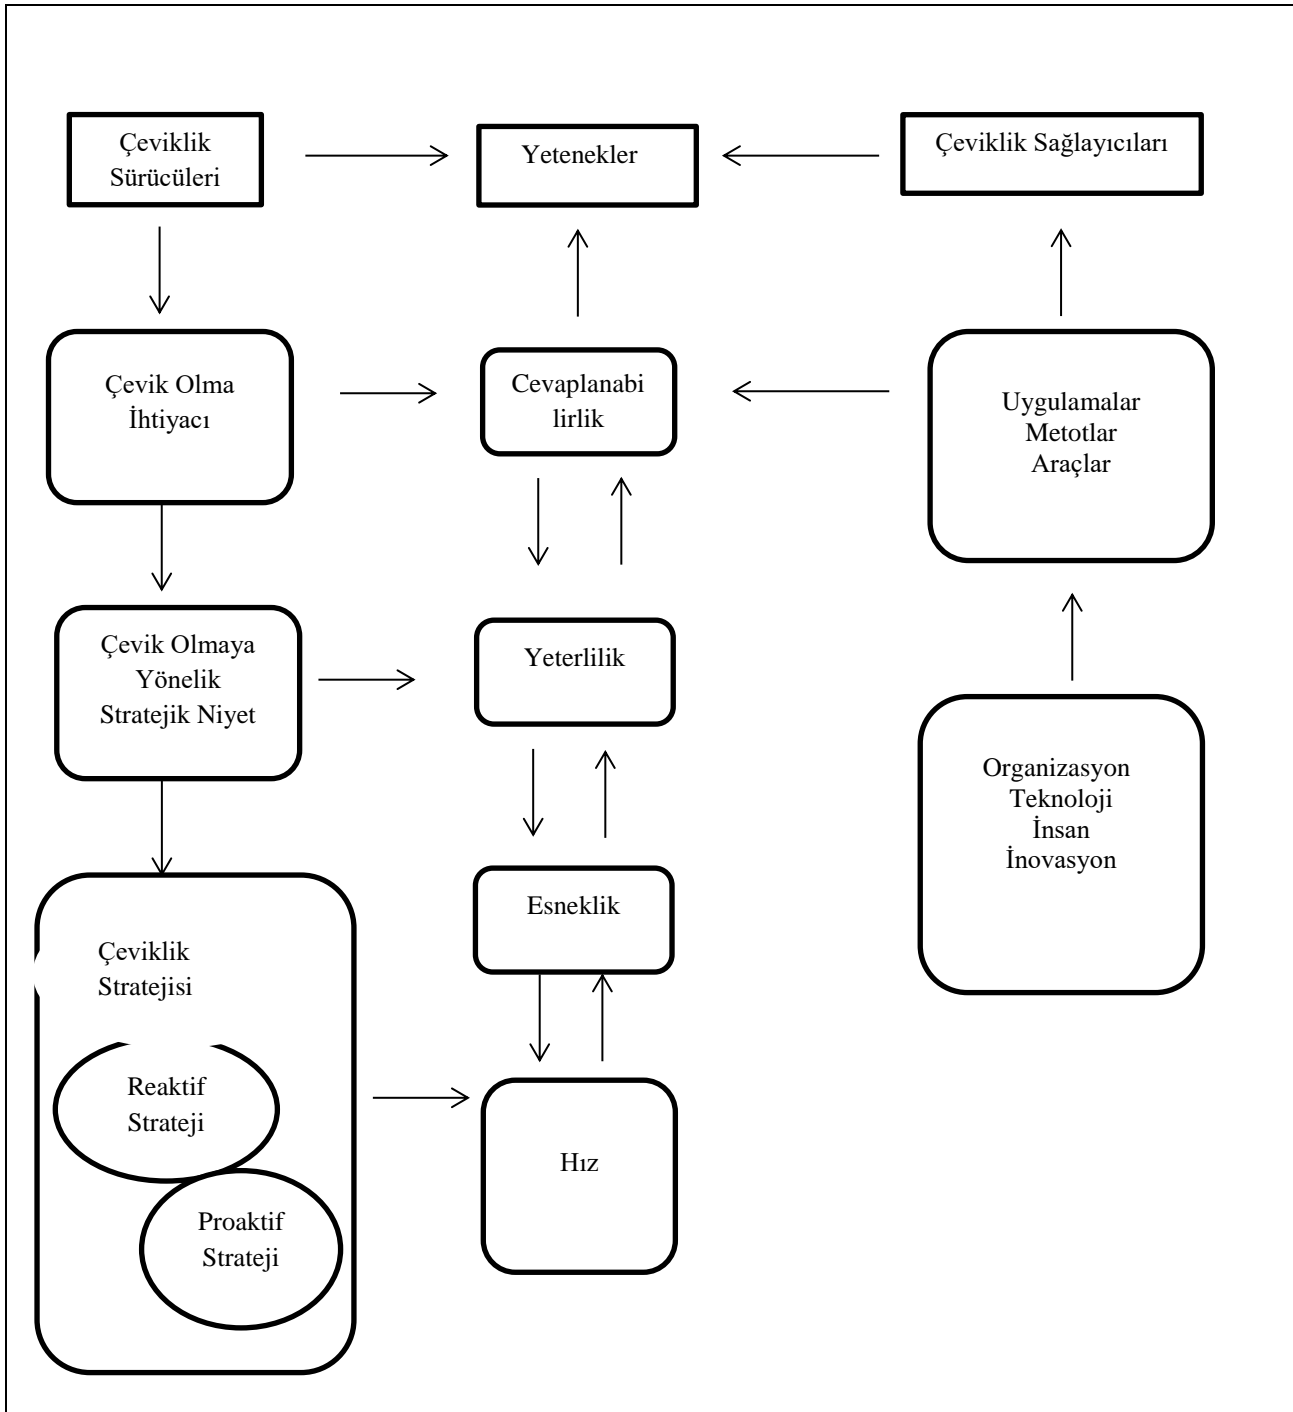 Çeviklik
Sürücüleri
Yetenekler
Çeviklik Sağlayıcıları
Çevik Olma
İhtiyacı
Cevaplanabi
lirlik
Uygulamalar
Metotlar
Araçlar
Çevik Olmaya
Yönelik
Stratejik Niyet
Yeterlilik
Organizasyon
Teknoloji
İnsan
İnovasyon
Esneklik
Çeviklik
Stratejisi
Reaktif
Strateji
Hız
Proaktif
Strateji